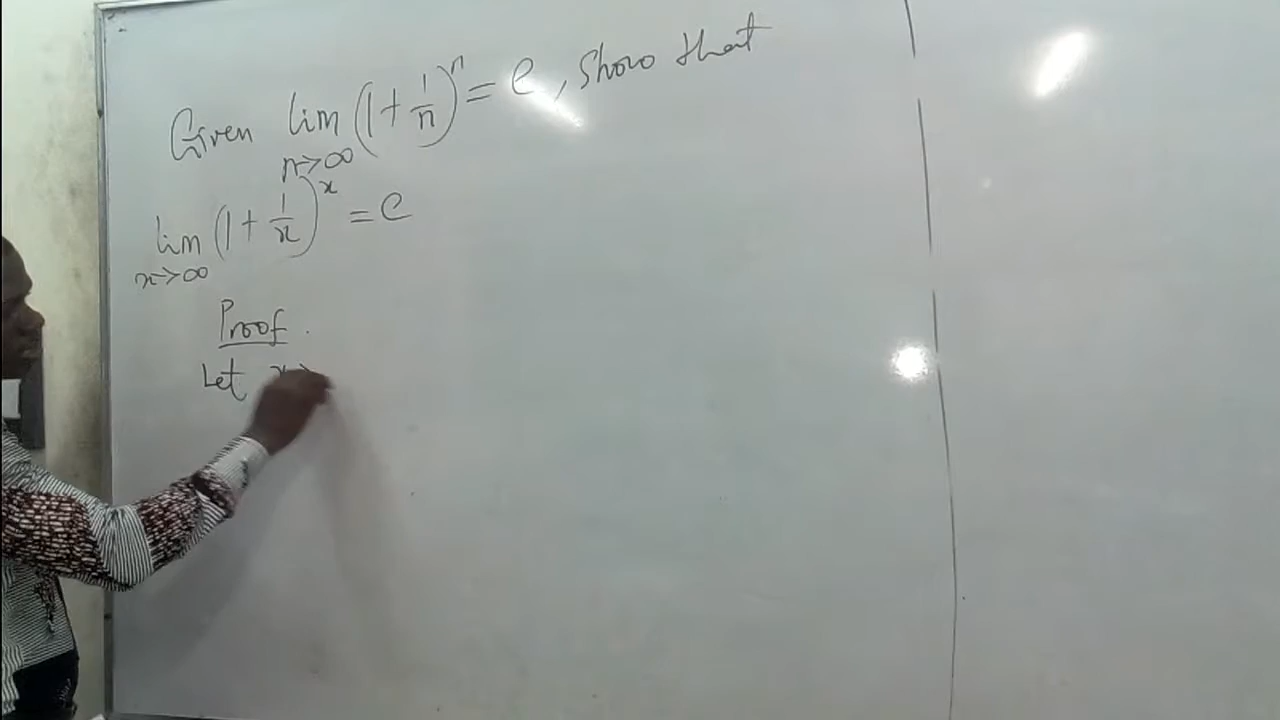 Given lim (1 + 1/n)^n = e, show that
n→∞
lim (1 + 1/x)^x = e
x→∞
Proof.
Let x